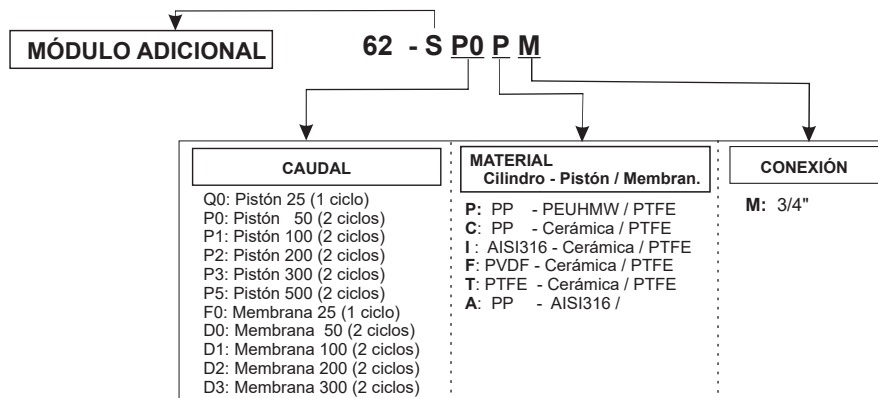 62 - S P0 P M
MÓDULO ADICIONAL
CAUDAL
Q0: Pistón 25 (1 ciclo)
P0: Pistón 50 (2 ciclos)
P1: Pistón 100 (2 ciclos)
P2: Pistón 200 (2 ciclos)
P3: Pistón 300 (2 ciclos)
P5: Pistón 500 (2 ciclos)
F0: Membrana 25 (1 ciclo)
D0: Membrana 50 (2 ciclos)
D1: Membrana 100 (2 ciclos)
D2: Membrana 200 (2 ciclos)
D3: Membrana 300 (2 ciclos)
MATERIAL
Cilindro - Pistón / Membran.
P: PP - PEUHMW / PTFE
C: PP - Cerámica / PTFE
I : AISI316 - Cerámica / PTFE
F: PVDF - Cerámica / PTFE
T: PTFE - Cerámica / PTFE
A: PP - AISI316 /
CONEXIÓN
M: 3/4"